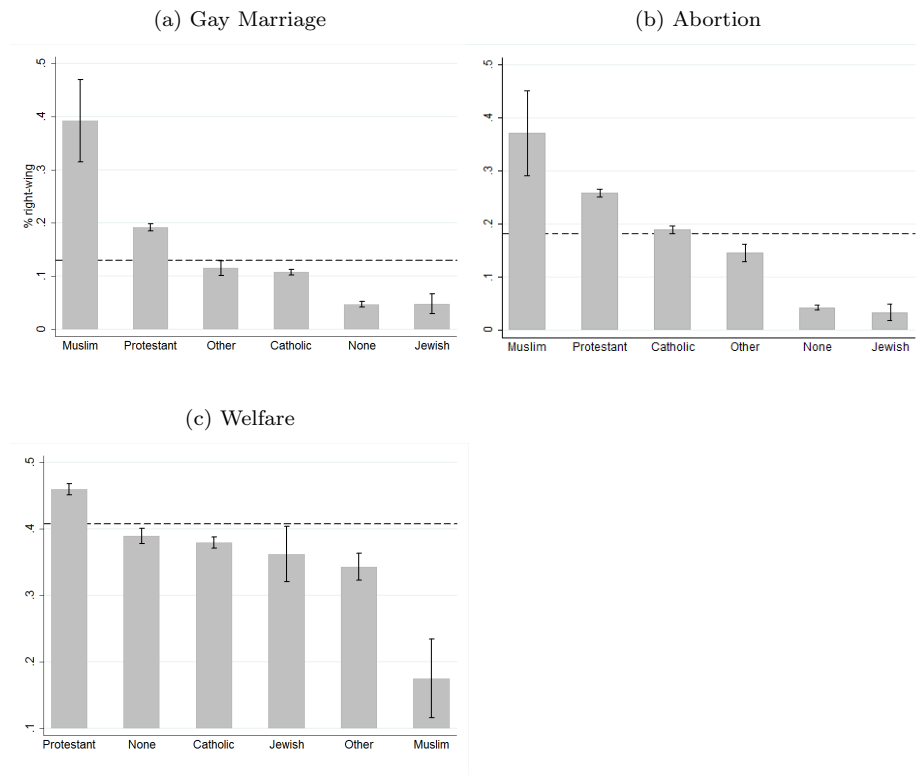 (a) Gay Marriage
% right-wing
.5
.4
.3
.2
.1
0
Muslim Protestant Other Catholic None Jewish
(b) Abortion
.5
.4
.3
.2
.1
0
Muslim Protestant Catholic Other None Jewish
(c) Welfare
.5
.4
.3
.2
.1
Protestant None Catholic Jewish Other Muslim